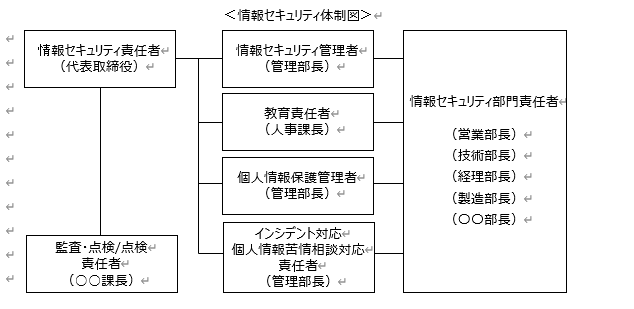 <情報セキュリティ体制図>
情報セキュリティ責任者
(代表取締役)
情報セキュリティ管理者
(管理部長)
教育責任者
(人事課長)
個人情報保護管理者
(管理部長)
インシデント対応
個人情報苦情相談対応
責任者
(管理部長)
情報セキュリティ部門責任者
(営業部長)
(技術部長)
(経理部長)
(製造部長)
(〇〇部長)
監査・点検/点検
責任者
(〇〇課長)